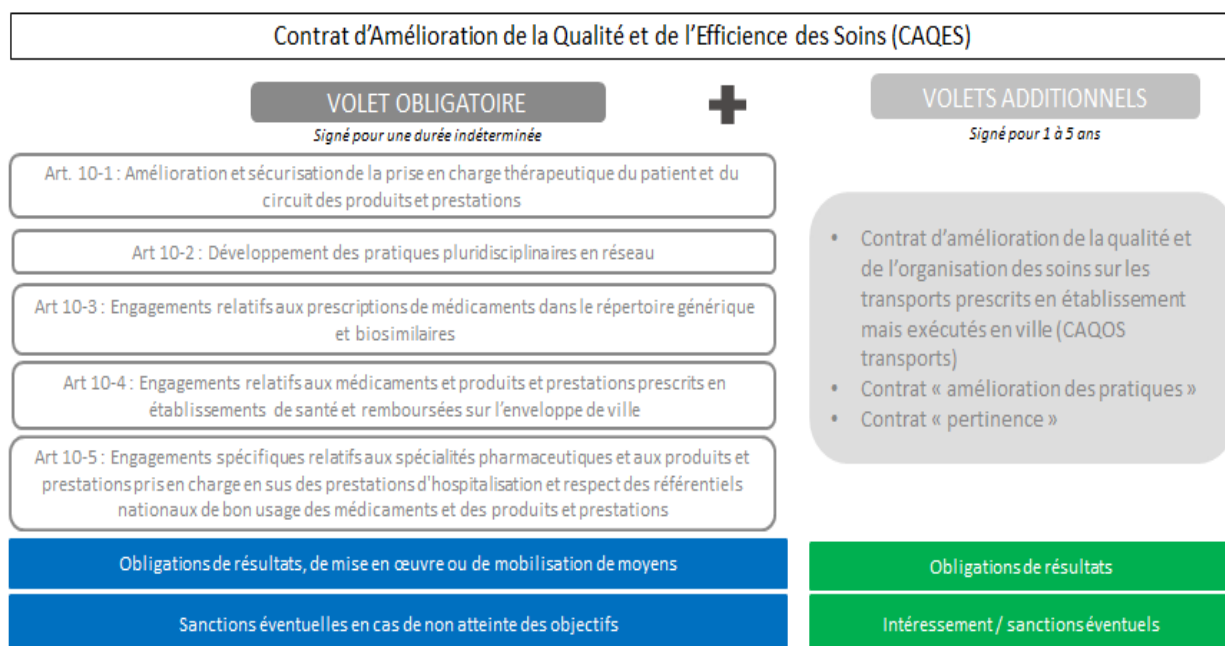 Contrat d'Amélioration de la Qualité et de l'Efficience des Soins (CAQES)
VOLET OBLIGATOIRE
Signé pour une durée indéterminée
Art. 10-1 : Amélioration et sécurisation de la prise en charge thérapeutique du patient et du
circuit des produits et prestations
Art 10-2 : Développement des pratiques pluridisciplinaires en réseau
Art 10-3 : Engagements relatifs aux prescriptions de médicaments dans le répertoire générique
et biosimilaires
Art 10-4 : Engagements relatifs aux médicaments et produits et prestations prescrits en
établissements de santé et remboursées sur l'enveloppe de ville
Art 10-5 : Engagements spécifiques relatifs aux spécialités pharmaceutiques et aux produits et
prestations pris en charge en sus des prestations d'hospitalisation et respect des référentiels
nationaux de bon usage des médicaments et des produits et prestations
Obligations de résultats, de mise en œuvre ou de mobilisation de moyens
Sanctions éventuelles en cas de non atteinte des objectifs
+
VOLETS ADDITIONNELS
Signé pour 1 à 5 ans
• Contrat d'amélioration de la qualité et
de l'organisation des soins sur les
transports prescrits en établissement
mais exécutés en ville (CAQOS
transports)
• Contrat « amélioration des pratiques »
• Contrat « pertinence »
Obligations de résultats
Intéressement / sanctions éventuels